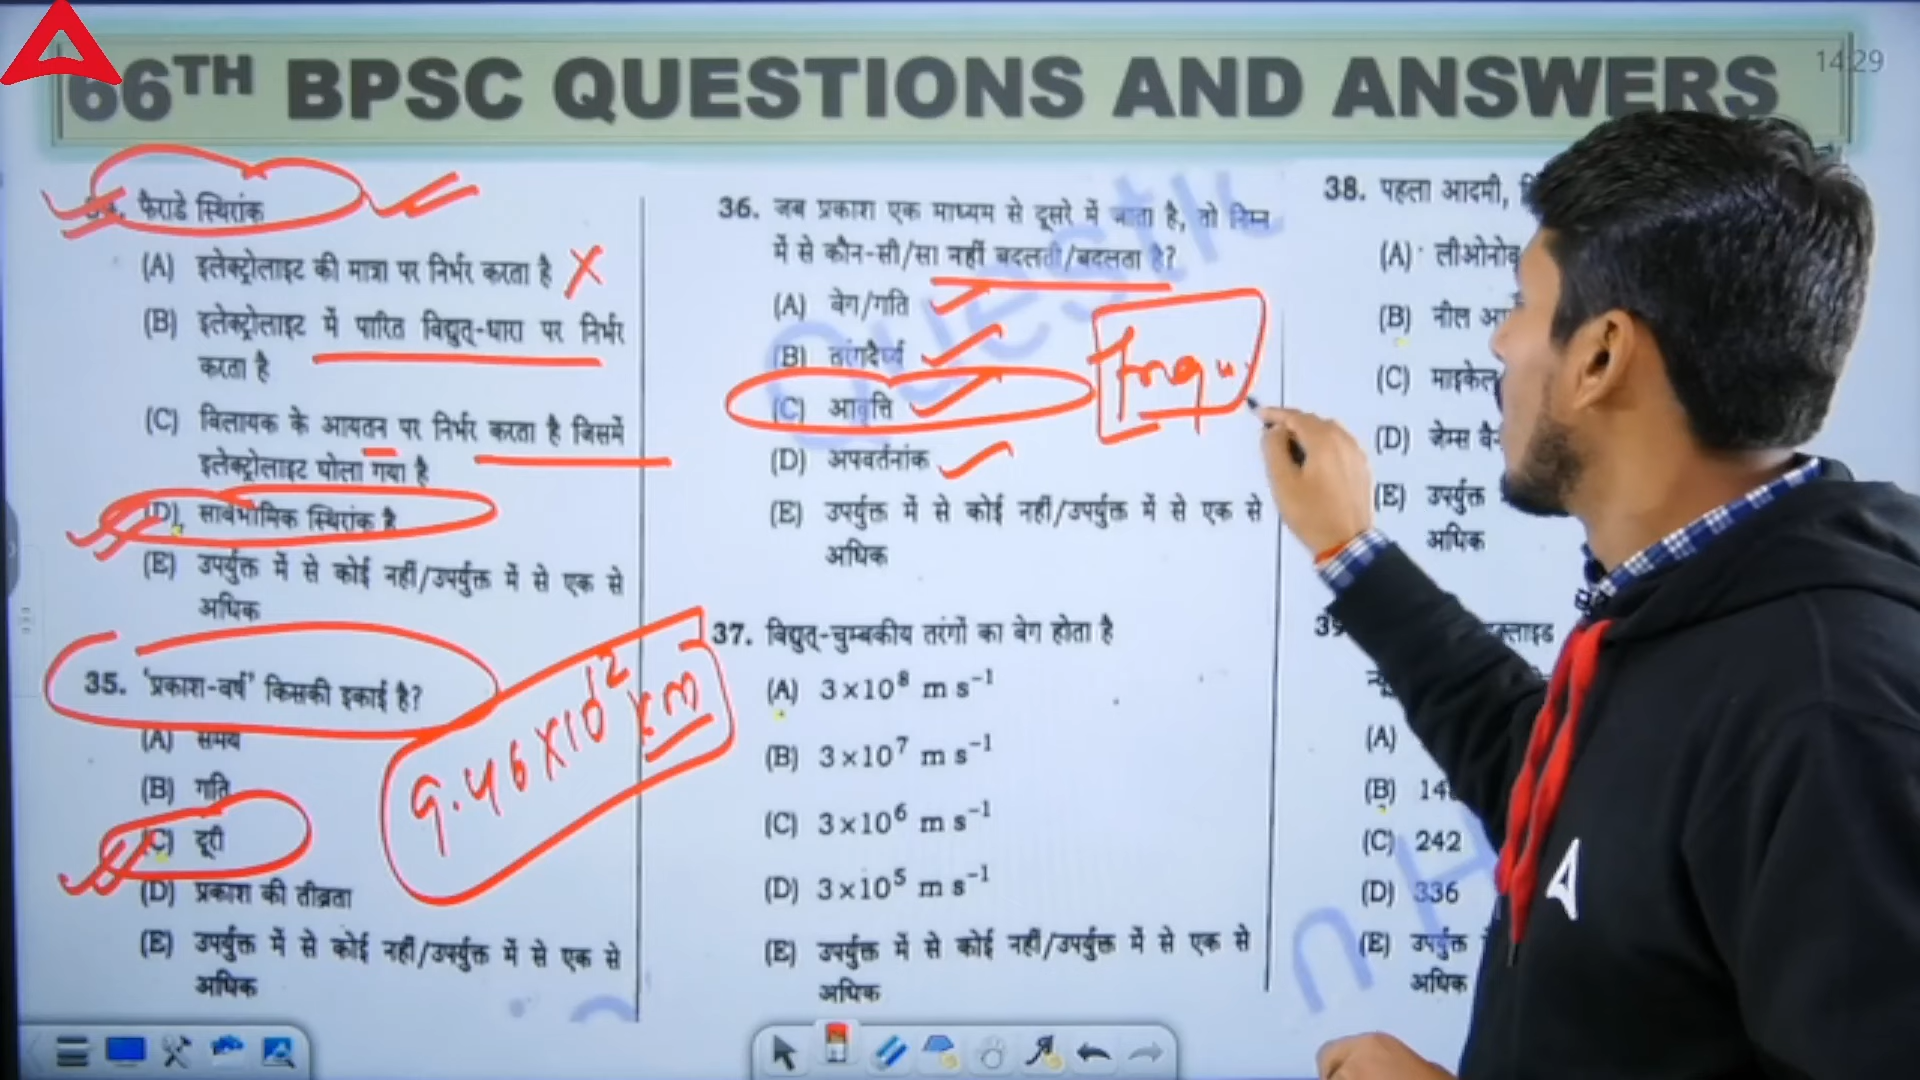 66TH BPSC QUESTIONS AND ANSWERS
14:29
34. फैराडे स्थिरांक
(A) इलेक्ट्रोलाइट की मात्रा पर निर्भर करता है X
(B) इलेक्ट्रोलाइट में पारित विद्युत्-धारा पर निर्भर
करता है
(C) विलायक के आयतन पर निर्भर करता है जिसमें
इलेक्ट्रोलाइट घोला गया है
(D) सार्वभौमिक स्थिरांक है
(E) उपर्युक्त में से कोई नहीं/उपर्युक्त में से एक से
अधिक
35. 'प्रकाश-वर्ष' किसकी इकाई है?
(A) समय
(B) गति
(C) दूरी
(D) प्रकाश की तीव्रता
(E) उपर्युक्त में से कोई नहीं/उपर्युक्त में से एक से
अधिक
9.46X10^12 KM
36. जब प्रकाश एक माध्यम से दूसरे में जाता है, तो निम्न
में से कौन-सी/सा नहीं बदलती/बदलता है?
(A) वेग/गति
(B) तरंगदैर्घ्य
(C) आवृत्ति
(D) अपवर्तनांक
(E) उपर्युक्त में से कोई नहीं/उपर्युक्त में से एक से
अधिक
37. विद्युत्-चुम्बकीय तरंगों का वेग होता है
(A) 3×10⁸ m s⁻¹
(B) 3×10⁷ m s⁻¹
(C) 3×10⁶ m s⁻¹
(D) 3×10⁵ m s⁻¹
(E) उपर्युक्त में से कोई नहीं/उपर्युक्त में से एक से
अधिक
38. पहला आदमी,
(A)
(B) नील
(C) माइकेल
(D) जेम्स
(E) उपर्युक्त
अधिक
(A)
(B)
(C) 242
(D) 336
(E) उपर्युक्त
अधिक